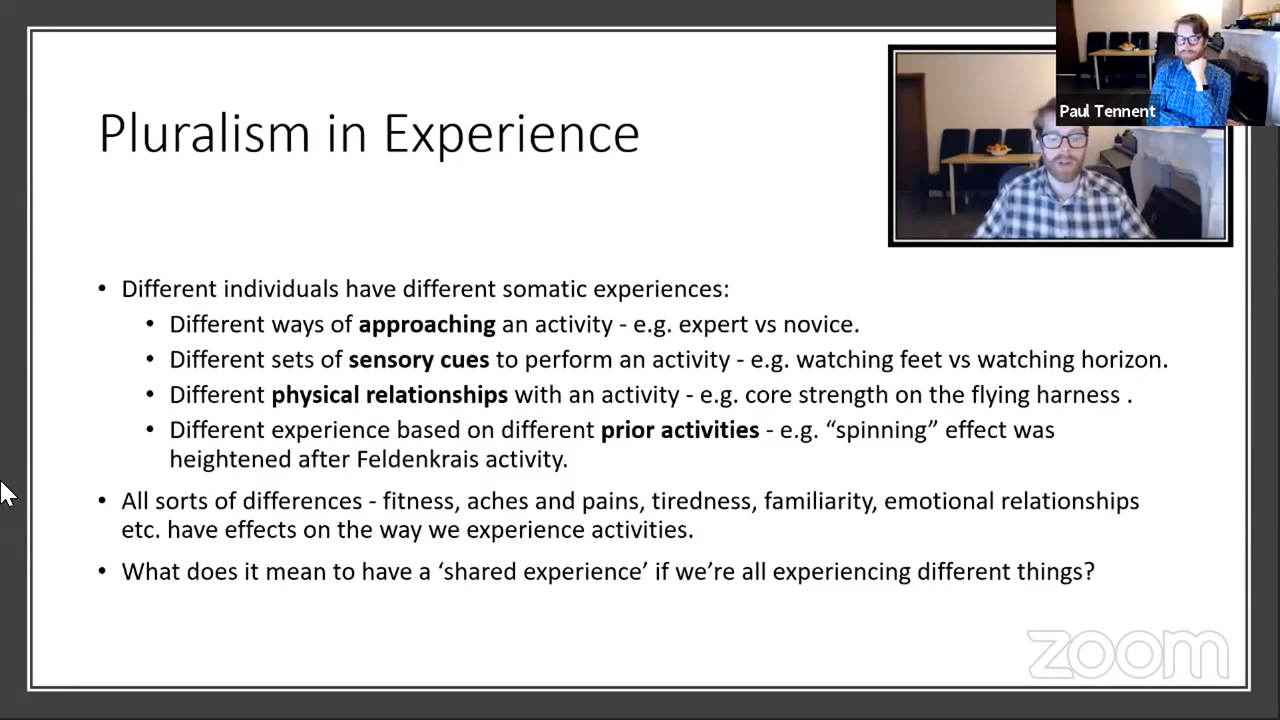 Paul Tennent
Pluralism in Experience
• Different individuals have different somatic experiences:
• Different ways of approaching an activity - e.g. expert vs novice.
• Different sets of sensory cues to perform an activity - e.g. watching feet vs watching horizon.
• Different physical relationships with an activity - e.g. core strength on the flying harness .
• Different experience based on different prior activities - e.g. “spinning” effect was
heightened after Feldenkrais activity.
• All sorts of differences - fitness, aches and pains, tiredness, familiarity, emotional relationships
etc. have effects on the way we experience activities.
• What does it mean to have a ‘shared experience’ if we’re all experiencing different things?
zoom